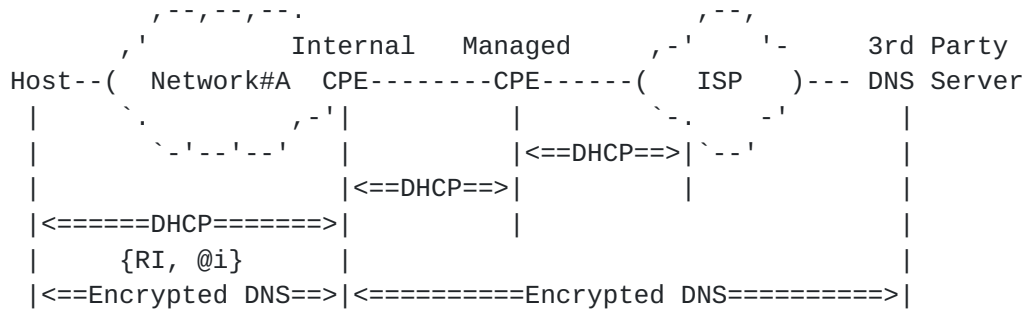 ,--,--,--.                         ,--,
       ,'          Internal   Managed     ,-'    '-     3rd Party
Host--(  Network#A  CPE--------CPE------(   ISP   )--- DNS Server
 |     `.          ,-'|          |        `-.    -'         |
 |       `-'--'--'    |          |<==DHCP==>|`--'           |
 |                    |<==DHCP==>|          |               |
 |<======DHCP=======>|          |                          |
 |     {RI, @i}       |                                     |
 |<==Encrypted DNS==>|<==========Encrypted DNS==========>|